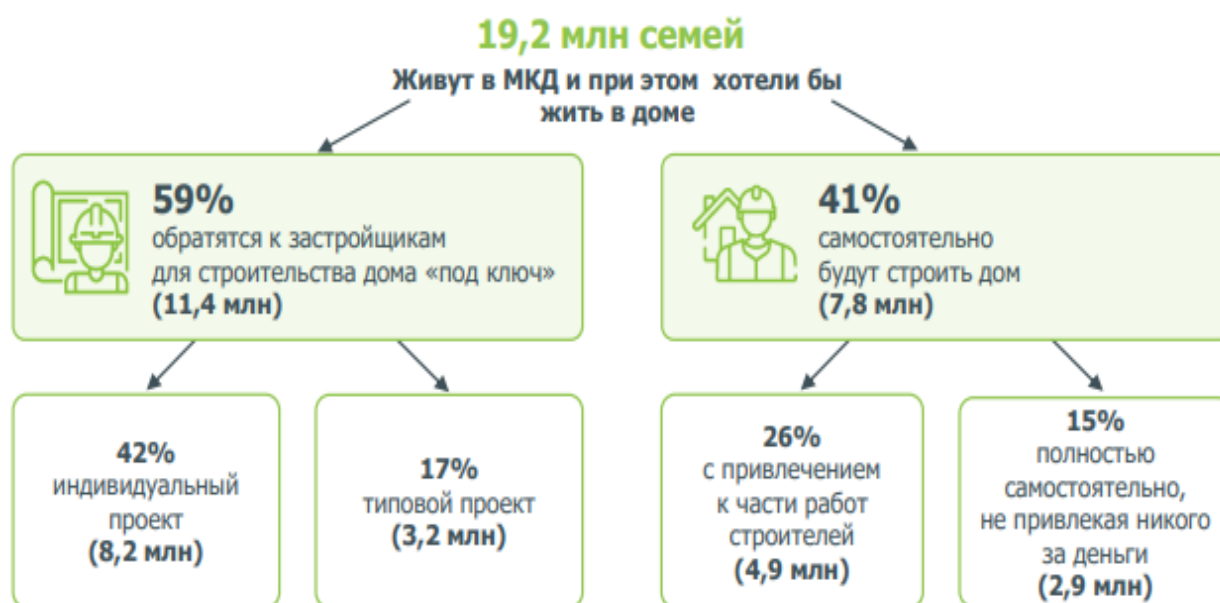 19,2 млн семей
Живут в МКД и при этом хотели бы
жить в доме
59%
обратятся к застройщикам
для строительства дома «под ключ»
(11,4 млн)
41%
самостоятельно
будут строить дом
(7,8 млн)
42%
индивидуальный
проект
(8,2 млн)
17%
типовой проект
(3,2 млн)
26%
с привлечением
к части работ
строителей
(4,9 млн)
15%
полностью
самостоятельно,
не привлекая никого
за деньги
(2,9 млн)